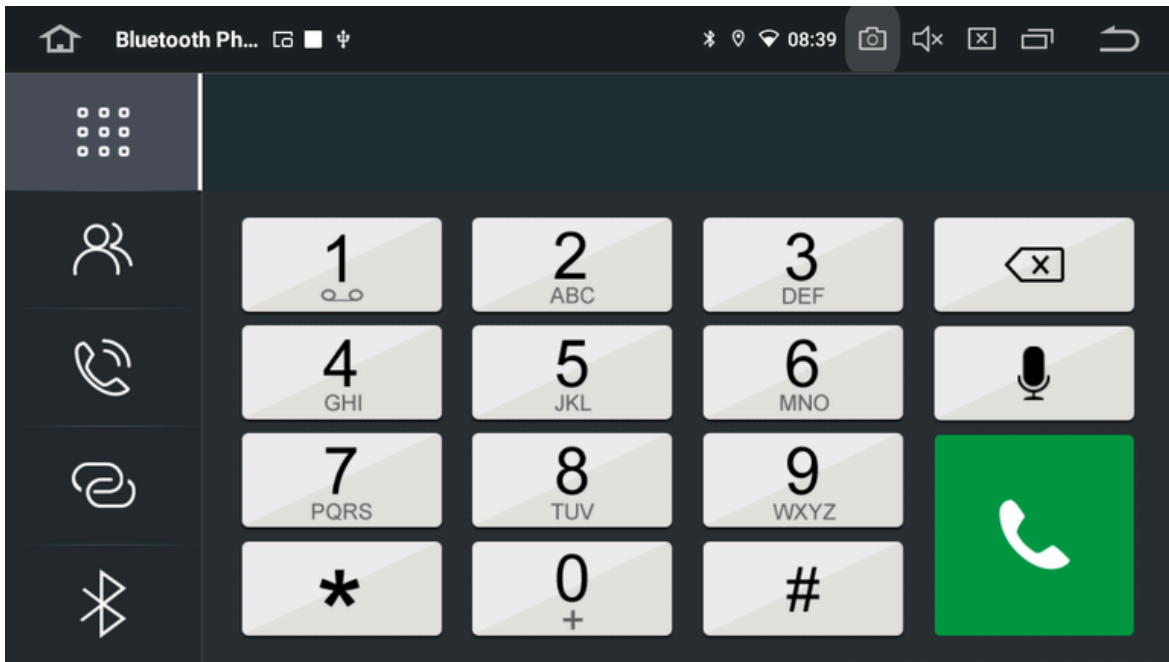 Bluetooth Ph... 08:39
1 2 3
ABC DEF
4 5 6
GHI JKL MNO
7 8 9
PQRS TUV WXYZ
* 0 #
+